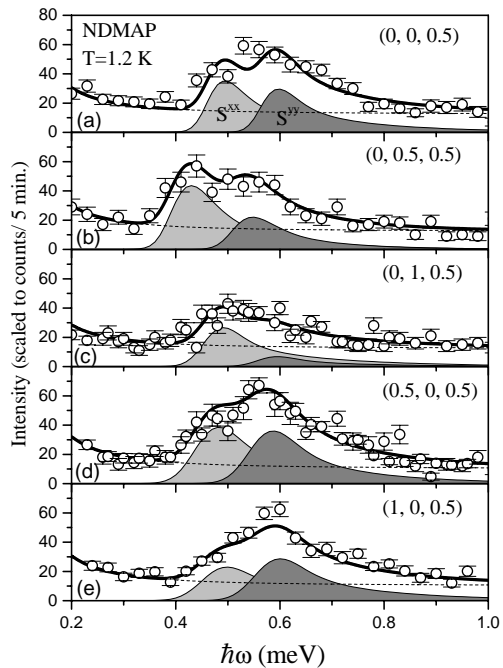 Intensity (scaled to counts/ 5 min.)
80
60
40
20
0
NDMAP
T=1.2 K
(0, 0, 0.5)
(a)
S^xx
S^yy
80
60
40
20
0
(0, 0.5, 0.5)
(b)
80
60
40
20
0
(0, 1, 0.5)
(c)
60
40
20
0
(0.5, 0, 0.5)
(d)
80
60
40
20
0
(1, 0, 0.5)
(e)
0.2 0.4 0.6 0.8 1.0
ħω (meV)